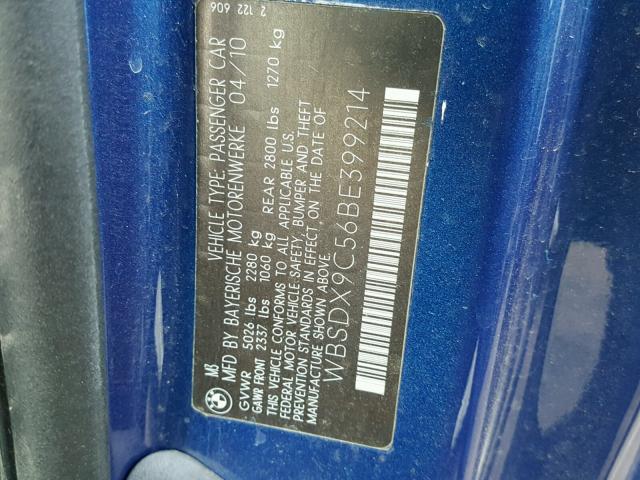 2 122 606
VEHICLE TYPE: PASSENGER CAR
M5 MFD BY BAYERISCHE MOTORENWERKE 04/10
GVWR 5026 lbs 2280 kg
GAWR FRONT 2337 lbs 1060 kg REAR 2800 lbs 1270 kg
THIS VEHICLE CONFORMS TO ALL APPLICABLE U.S.
FEDERAL MOTOR VEHICLE SAFETY, BUMPER AND THEFT
PREVENTION STANDARDS IN EFFECT ON THE DATE OF
MANUFACTURE SHOWN ABOVE.
WBSDX9C56BE399214